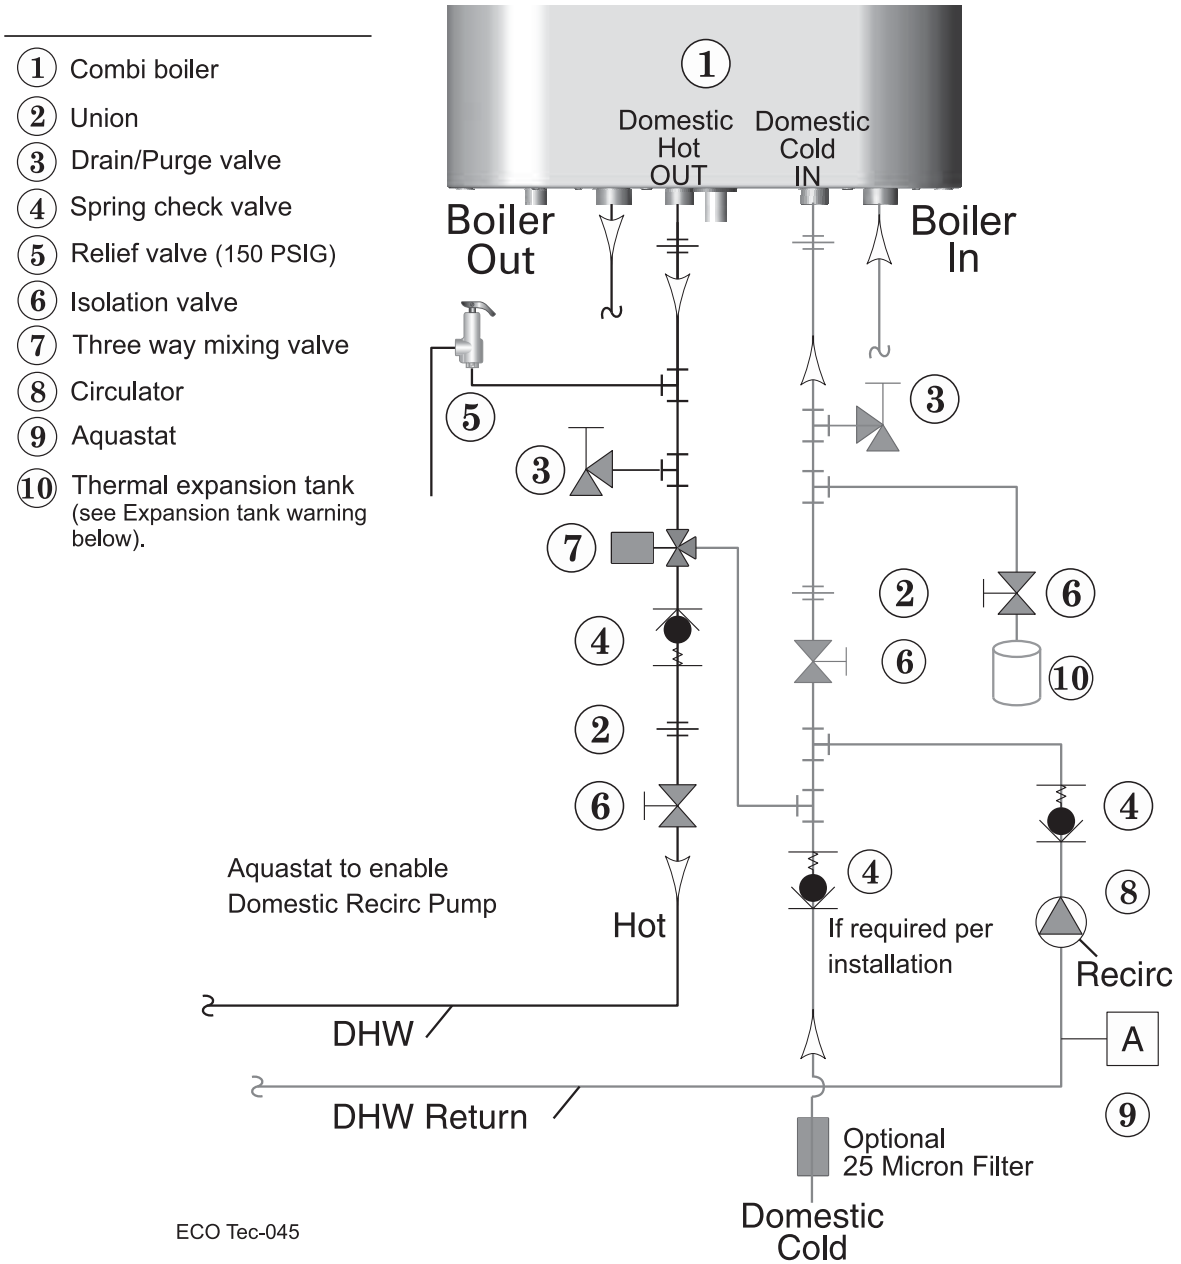 1 Combi boiler
2 Union
3 Drain/Purge valve
4 Spring check valve
5 Relief valve (150 PSIG)
6 Isolation valve
7 Three way mixing valve
8 Circulator
9 Aquastat
10 Thermal expansion tank
(see Expansion tank warning
below).
1
Domestic
Hot
OUT
Domestic
Cold
IN
Boiler
Out
Boiler
In
5
3
3
7
2
6
4
6
10
2
6
4
4
If required per
installation
8
Recirc
Aquastat to enable
Domestic Recirc Pump
Hot
DHW
A
DHW Return
9
Optional
25 Micron Filter
Domestic
Cold
ECO Tec-045